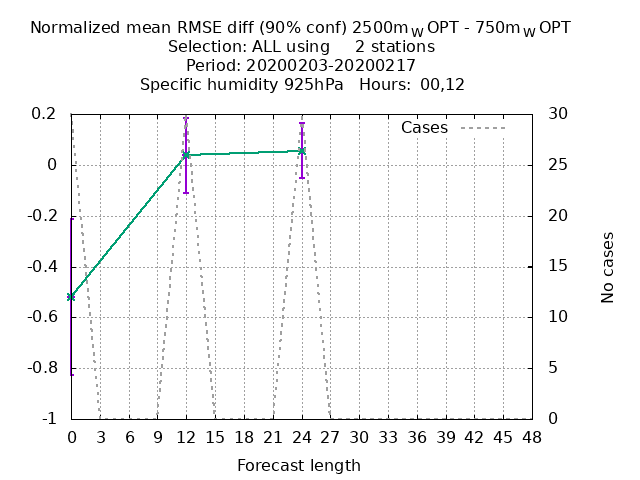 Normalized mean RMSE diff (90% conf) 2500m_W OPT - 750m_W OPT
Selection: ALL using 2 stations
Period: 20200203-20200217
Specific humidity 925hPa Hours: 00,12
Cases
0.2
0
-0.2
-0.4
-0.6
-0.8
-1
30
25
20
15
10
5
0
No cases
0 3 6 9 12 15 18 21 24 27 30 33 36 39 42 45 48
Forecast length